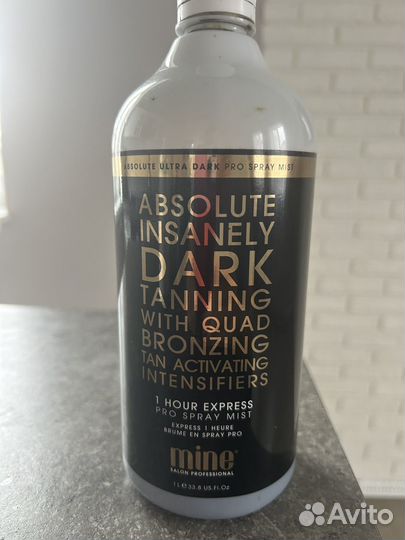 ABSOLUTE ULTRA DARK PRO SPRAY MIST
ABSOLUTE
INSANELY
DARK
TANNING
WITH QUAD
BRONZING
TAN ACTIVATING
INTENSIFIERS
1 HOUR EXPRESS
PRO SPRAY MIST
EXPRESS 1 HEURE
BRUME EN SPRAY PRO
mine®
SALON PROFESSIONAL
1 L ℮ 33.8 US.Fl.Oz
Avito